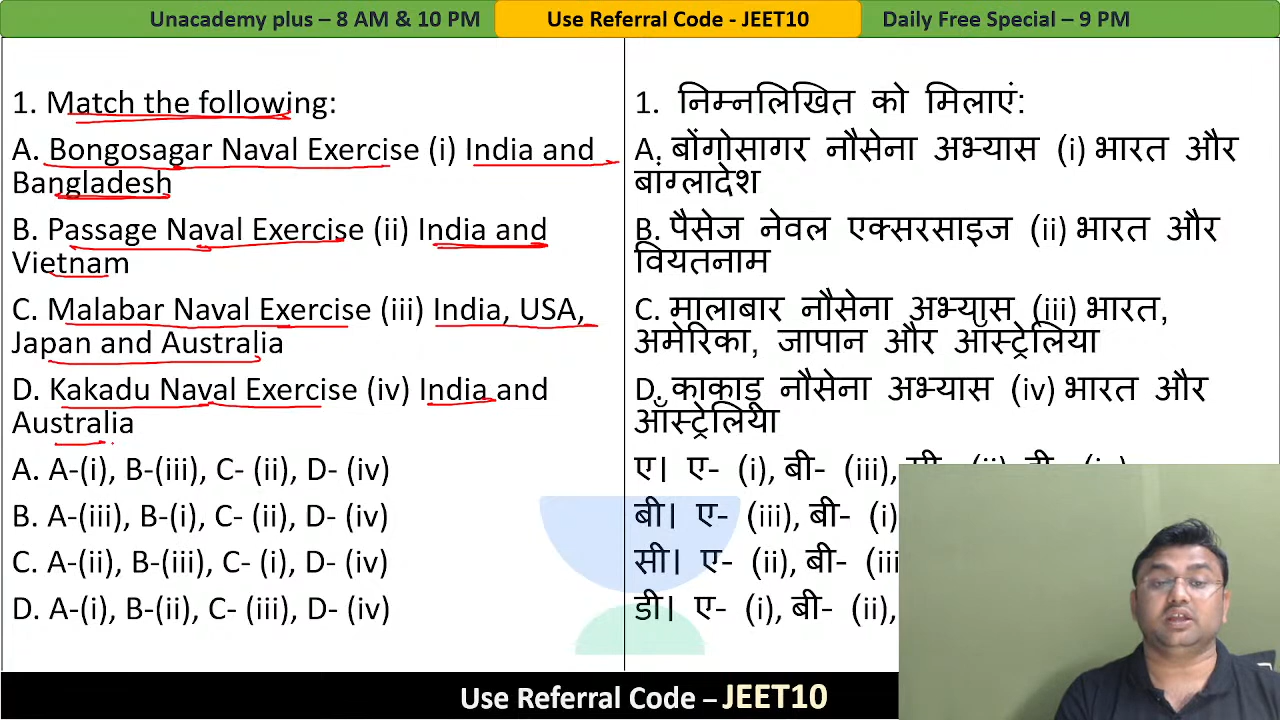 Unacademy plus – 8 AM & 10 PM
Use Referral Code - JEET10
Daily Free Special – 9 PM
1. Match the following:
A. Bongosagar Naval Exercise (i) India and
Bangladesh
B. Passage Naval Exercise (ii) India and
Vietnam
C. Malabar Naval Exercise (iii) India, USA,
Japan and Australia
D. Kakadu Naval Exercise (iv) India and
Australia
A. A-(i), B-(iii), C- (ii), D- (iv)
B. A-(iii), B-(i), C- (ii), D- (iv)
C. A-(ii), B-(iii), C- (i), D- (iv)
D. A-(i), B-(ii), C- (iii), D- (iv)
1. निम्नलिखित को मिलाएं:
A. बोंगोसागर नौसेना अभ्यास (i) भारत और
बांग्लादेश
B. पैसेज नेवल एक्सरसाइज (ii) भारत और
वियतनाम
C. मालाबार नौसेना अभ्यास (iii) भारत,
अमेरिका, जापान और ऑस्ट्रेलिया
D. काकाडू नौसेना अभ्यास (iv) भारत और
ऑस्ट्रेलिया
ए। ए- (i), बी- (iii),
बी। ए- (iii), बी- (i)
सी। ए- (ii), बी- (iii
डी। ए- (i), बी- (ii),
Use Referral Code – JEET10